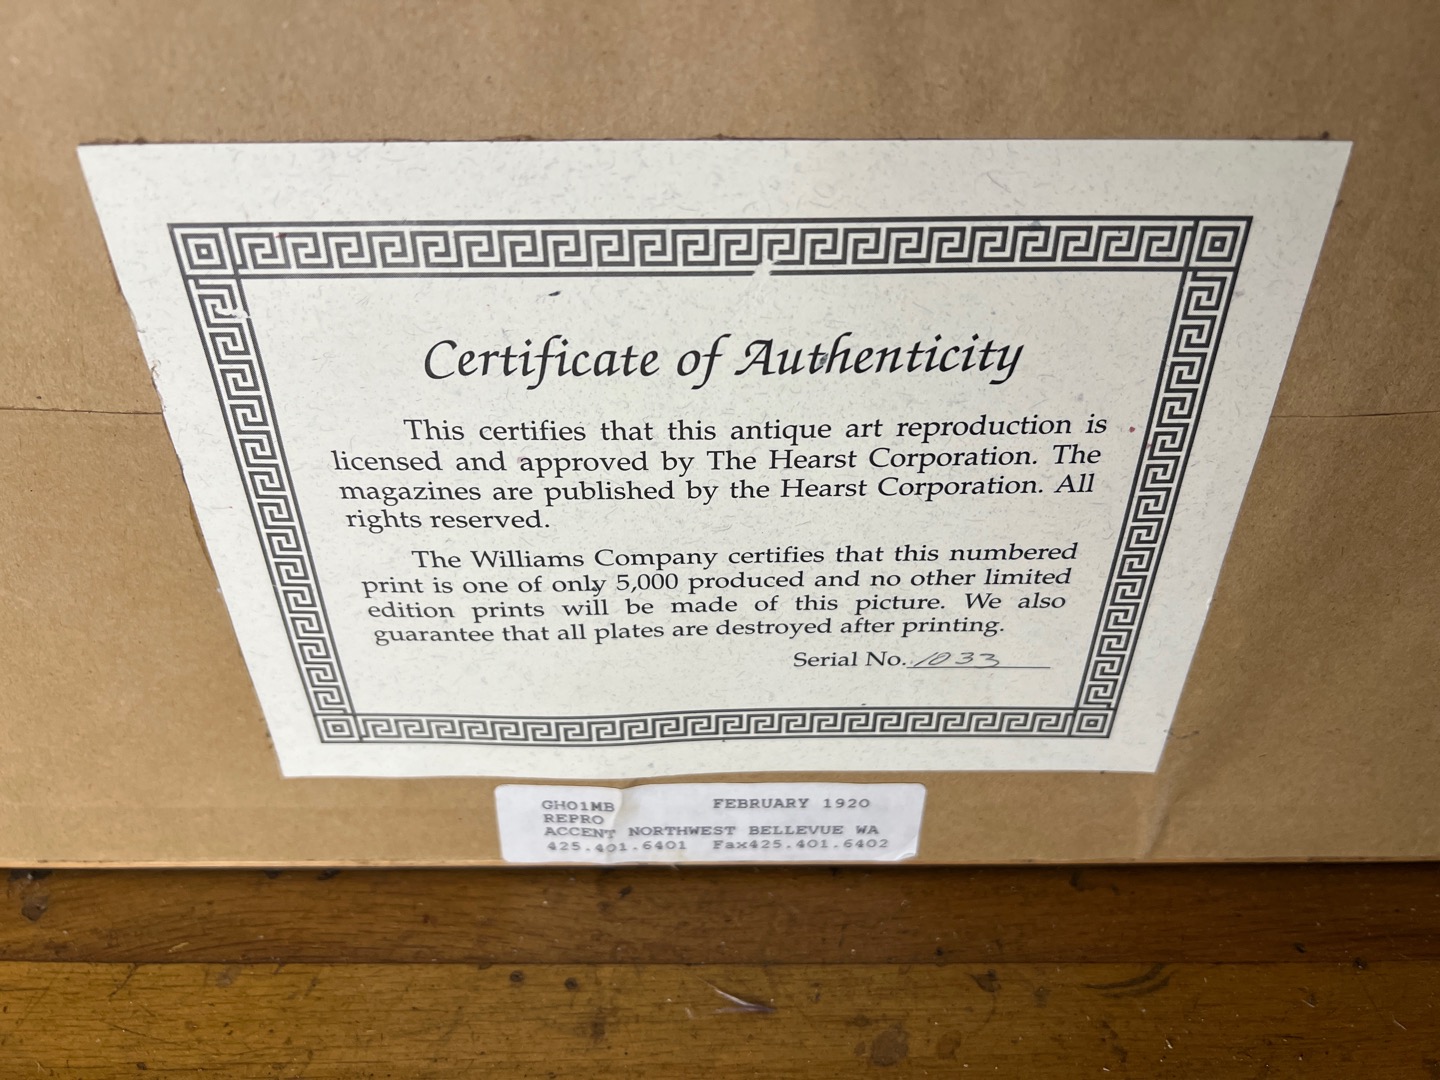 Certificate of Authenticity
This certifies that this antique art reproduction is
licensed and approved by The Hearst Corporation. The
magazines are published by the Hearst Corporation. All
rights reserved.
The Williams Company certifies that this numbered
print is one of only 5,000 produced and no other limited
edition prints will be made of this picture. We also
guarantee that all plates are destroyed after printing.
Serial No. 1033
GH01MB FEBRUARY 1920
REPRO
ACCENT NORTHWEST BELLEVUE WA
425.401.6401 Fax425.401.6402